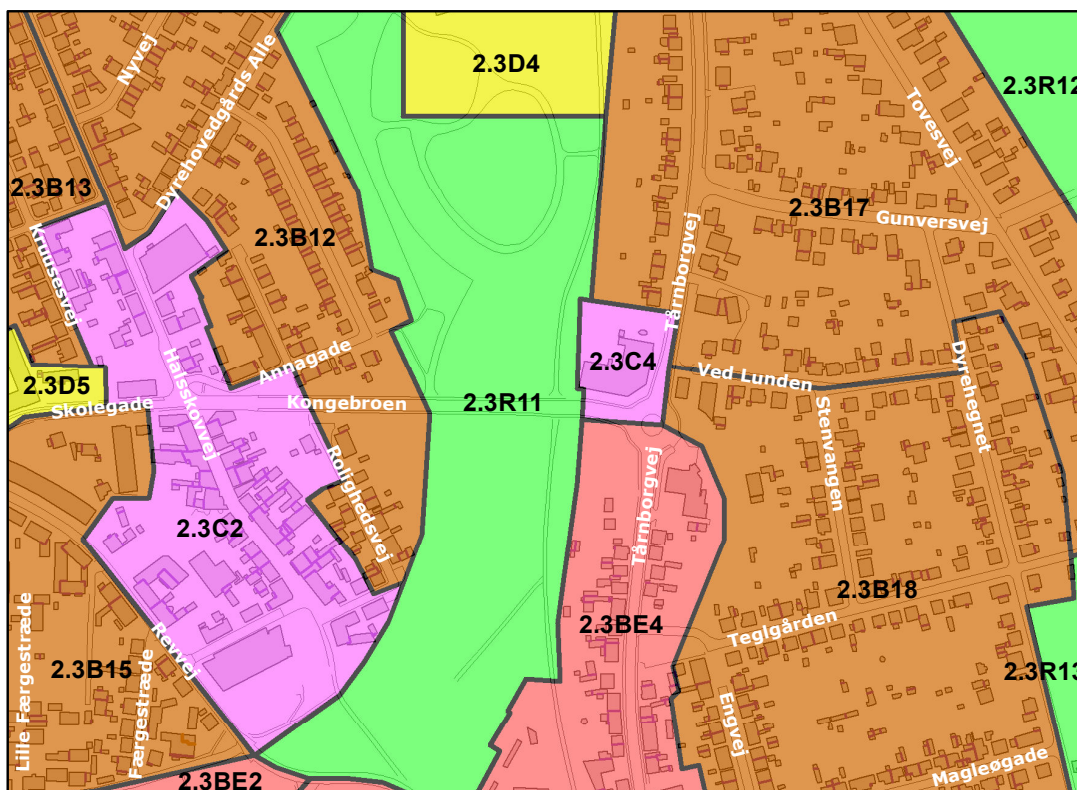 2.3D4
2.3R12
Nyvej
Dyrehovedgårds Alle
Tovesvej
2.3B13
2.3B17
Gunversvej
2.3B12
Kruusesvej
Tårnborgvej
Halsskovvej
Annagade
2.3C4
Dyrehegnet
2.3D5
Ved Lunden
Skolegade
Kongebroen
2.3R11
Stenvangen
Rolighedsvej
Tårnborgvej
2.3C2
2.3B18
Teglgården
2.3BE4
Lille Færgestræde
Revvej
2.3B15
Færgestræde
2.3R13
Engvej
Magleøgade
2.3BE2